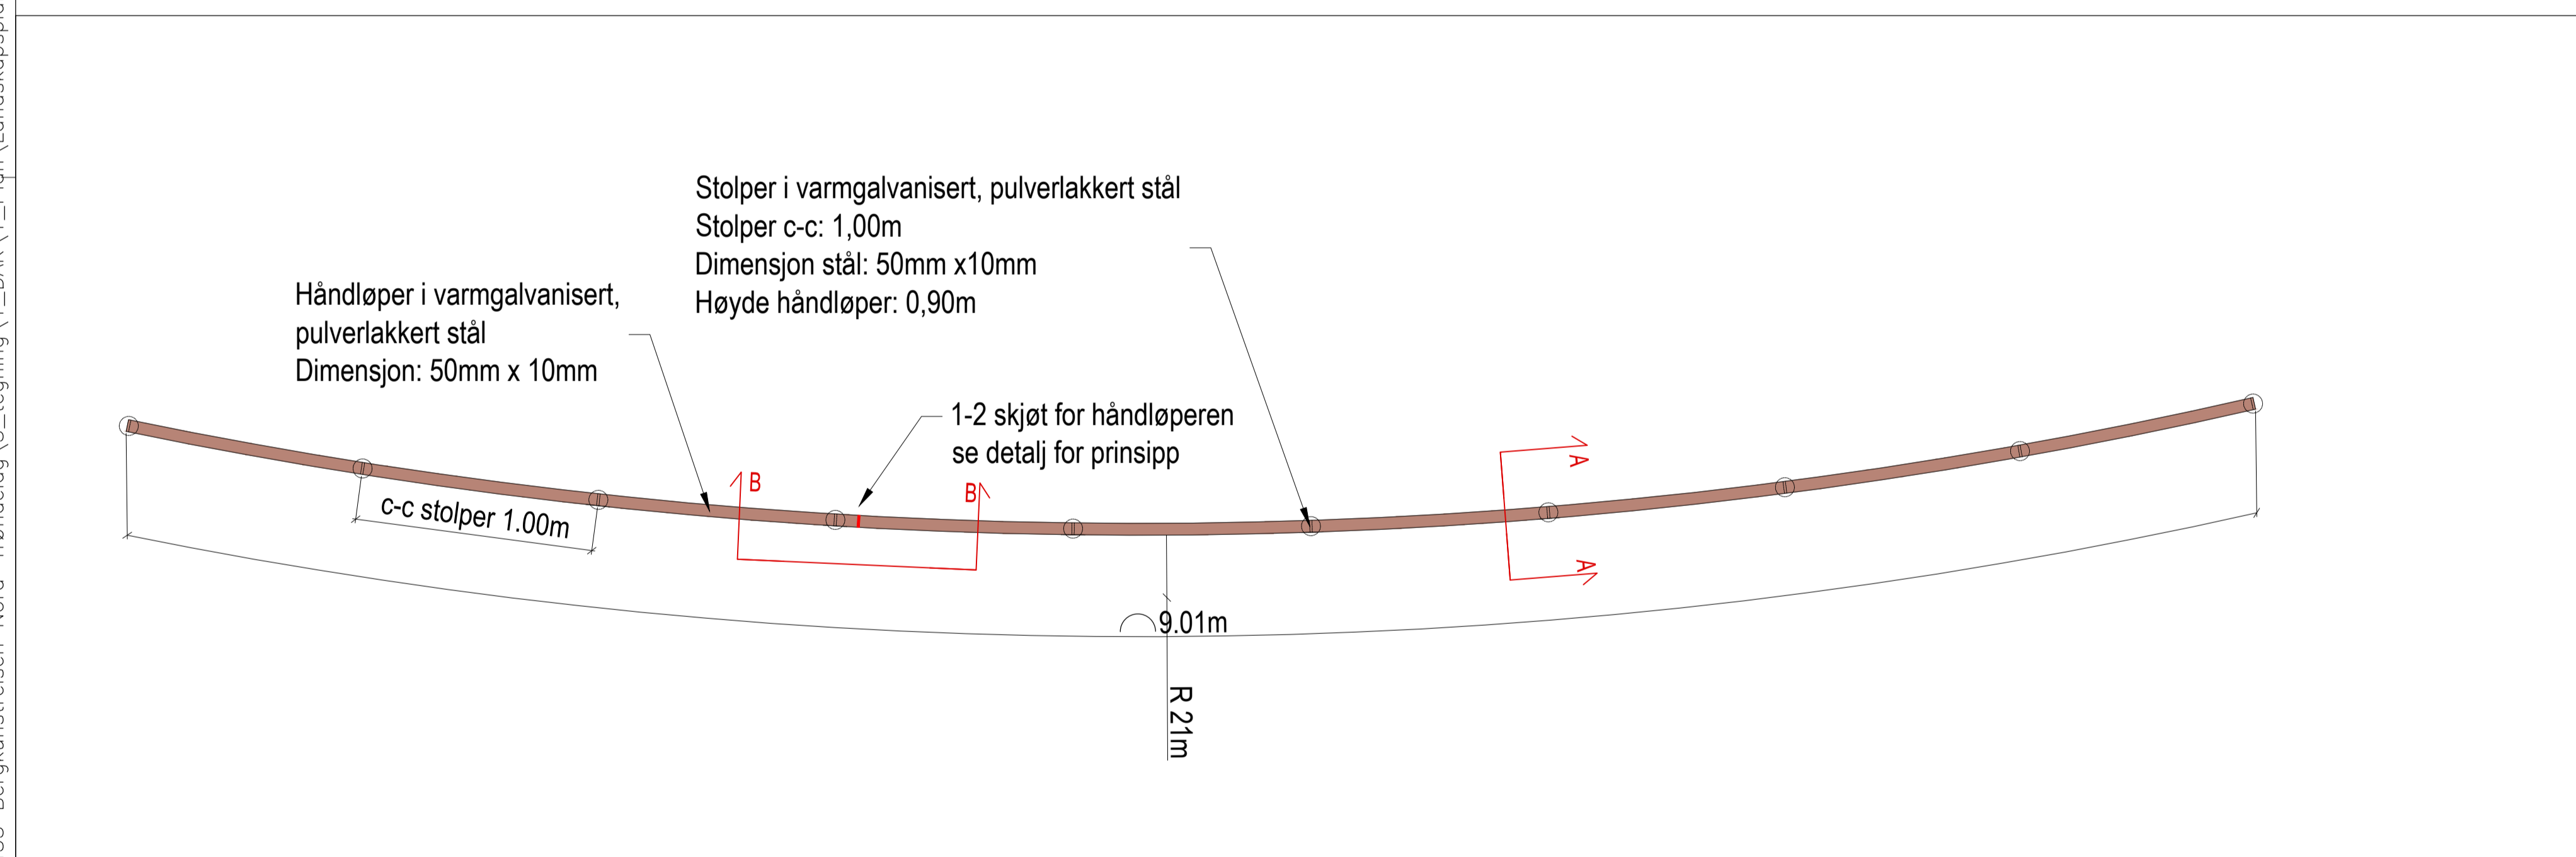 Stolper i varmgalvanisert, pulverlakkert stål
Stolper c-c: 1,00m
Dimensjon stål: 50mm x10mm
Høyde håndløper: 0,90m
Håndløper i varmgalvanisert,
pulverlakkert stål
Dimensjon: 50mm x 10mm
1-2 skjøt for håndløperen
se detalj for prinsipp
c-c stolper 1.00m
B
B
A
A
9.01m
R 21m